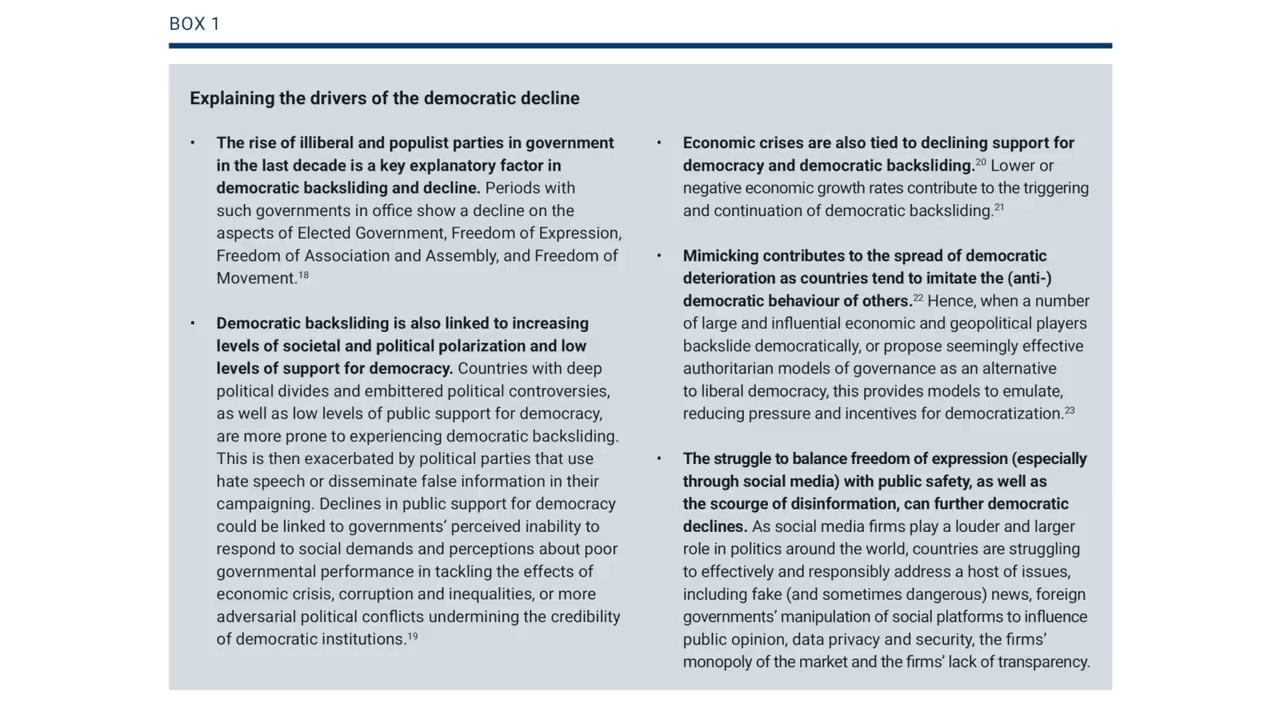 BOX 1
Explaining the drivers of the democratic decline
• The rise of illiberal and populist parties in government
in the last decade is a key explanatory factor in
democratic backsliding and decline. Periods with
such governments in office show a decline on the
aspects of Elected Government, Freedom of Expression,
Freedom of Association and Assembly, and Freedom of
Movement.18
• Democratic backsliding is also linked to increasing
levels of societal and political polarization and low
levels of support for democracy. Countries with deep
political divides and embittered political controversies,
as well as low levels of public support for democracy,
are more prone to experiencing democratic backsliding.
This is then exacerbated by political parties that use
hate speech or disseminate false information in their
campaigning. Declines in public support for democracy
could be linked to governments’ perceived inability to
respond to social demands and perceptions about poor
governmental performance in tackling the effects of
economic crisis, corruption and inequalities, or more
adversarial political conflicts undermining the credibility
of democratic institutions.19
• Economic crises are also tied to declining support for
democracy and democratic backsliding.20 Lower or
negative economic growth rates contribute to the triggering
and continuation of democratic backsliding.21
• Mimicking contributes to the spread of democratic
deterioration as countries tend to imitate the (anti-)
democratic behaviour of others.22 Hence, when a number
of large and influential economic and geopolitical players
backslide democratically, or propose seemingly effective
authoritarian models of governance as an alternative
to liberal democracy, this provides models to emulate,
reducing pressure and incentives for democratization.23
• The struggle to balance freedom of expression (especially
through social media) with public safety, as well as
the scourge of disinformation, can further democratic
declines. As social media firms play a louder and larger
role in politics around the world, countries are struggling
to effectively and responsibly address a host of issues,
including fake (and sometimes dangerous) news, foreign
governments’ manipulation of social platforms to influence
public opinion, data privacy and security, the firms’
monopoly of the market and the firms’ lack of transparency.